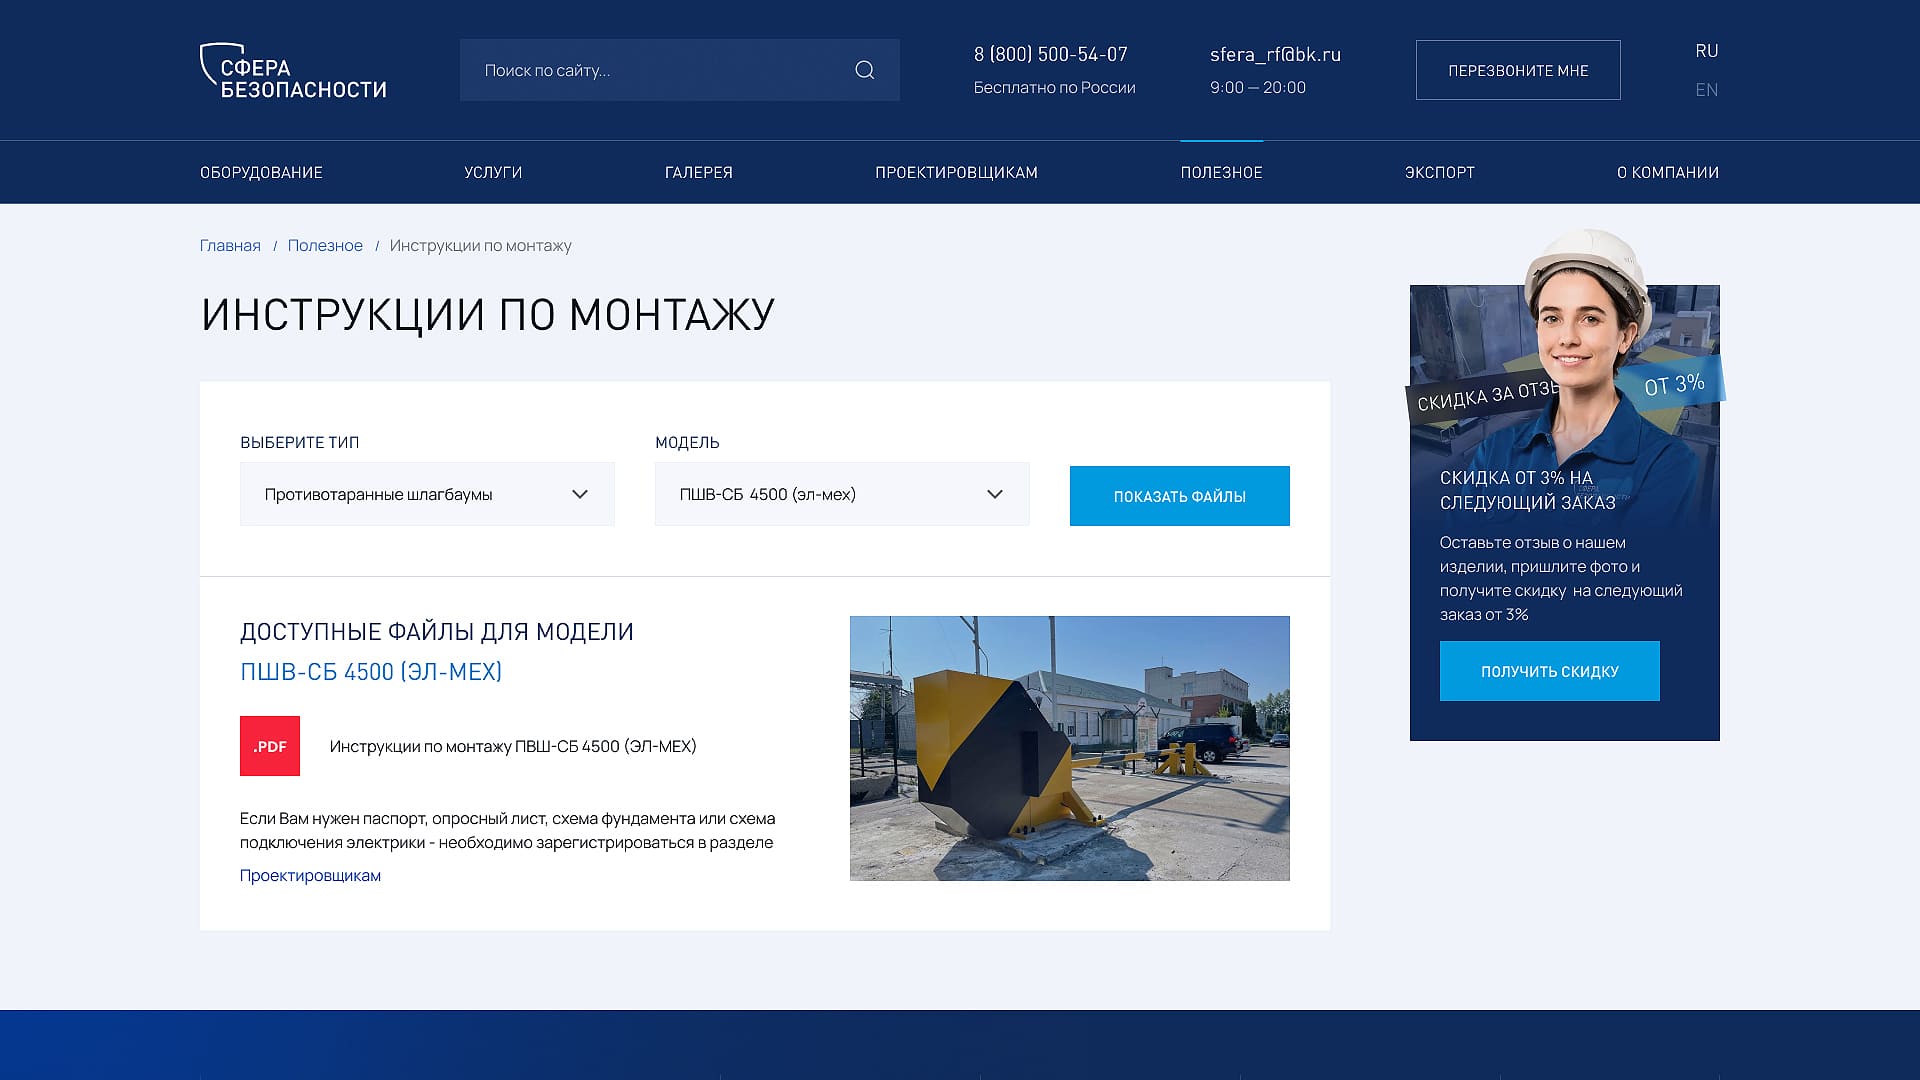 СФЕРА
БЕЗОПАСНОСТИ
Поиск по сайту...
8 (800) 500-54-07
Бесплатно по России
sfera_rf@bk.ru
9:00 — 20:00
ПЕРЕЗВОНИТЕ МНЕ
RU
EN
ОБОРУДОВАНИЕ
УСЛУГИ
ГАЛЕРЕЯ
ПРОЕКТИРОВЩИКАМ
ПОЛЕЗНОЕ
ЭКСПОРТ
О КОМПАНИИ
Главная / Полезное / Инструкции по монтажу
ИНСТРУКЦИИ ПО МОНТАЖУ
ВЫБЕРИТЕ ТИП
Противотаранные шлагбаумы
МОДЕЛЬ
ПШВ-СБ 4500 (эл-мех)
ПОКАЗАТЬ ФАЙЛЫ
ДОСТУПНЫЕ ФАЙЛЫ ДЛЯ МОДЕЛИ
ПШВ-СБ 4500 (ЭЛ-МЕХ)
.PDF
Инструкции по монтажу ПВШ-СБ 4500 (ЭЛ-МЕХ)
Если Вам нужен паспорт, опросный лист, схема фундамента или схема
подключения электрики - необходимо зарегистрироваться в разделе
Проектировщикам
СКИДКА ЗА ОТЗЫ
ОТ 3%
СКИДКА ОТ 3% НА
СЛЕДУЮЩИЙ ЗАКАЗ
Оставьте отзыв о нашем
изделии, пришлите фото и
получите скидку на следующий
заказ от 3%
ПОЛУЧИТЬ СКИДКУ